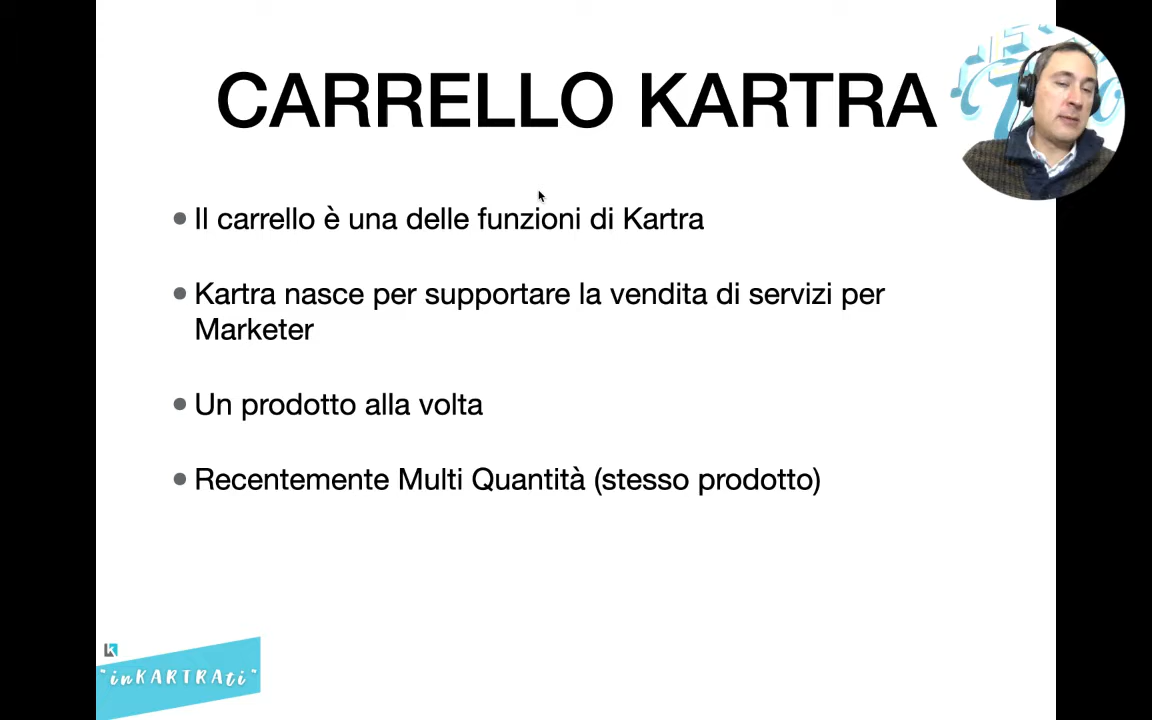 CARRELLO KARTRA
Il carrello è una delle funzioni di Kartra
Kartra nasce per supportare la vendita di servizi per
Marketer
Un prodotto alla volta
Recentemente Multi Quantità (stesso prodotto)
"inKARTRAti"